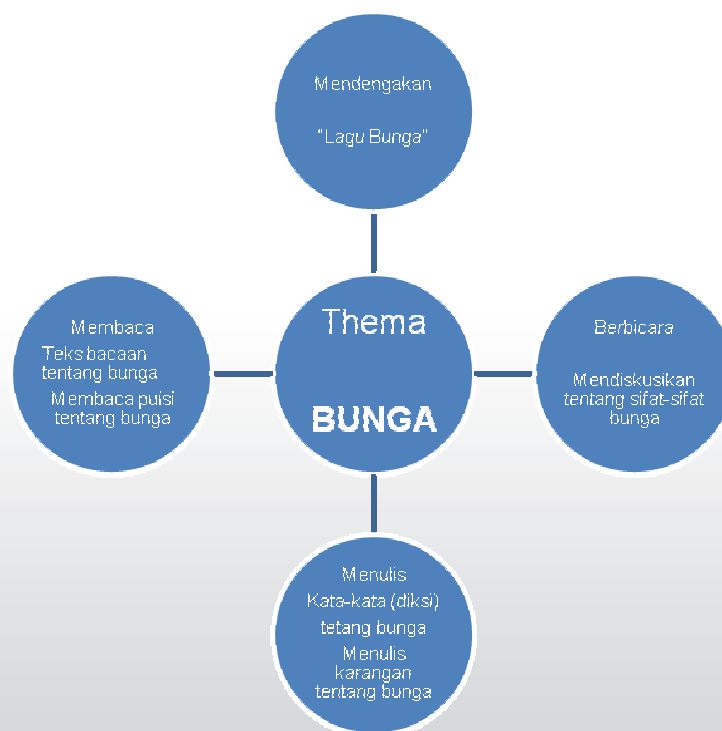 Mendengakan
“Lagu Bunga”
Membaca
Teks bacaan
tentang bunga
Membaca puisi
tentang bunga
Thema
BUNGA
Berbicara
Mendiskusikan
tentang sifat-sifat
bunga
Menulis
Kata-kata (diksi)
tetang bunga
Menulis
karangan
tentang bunga